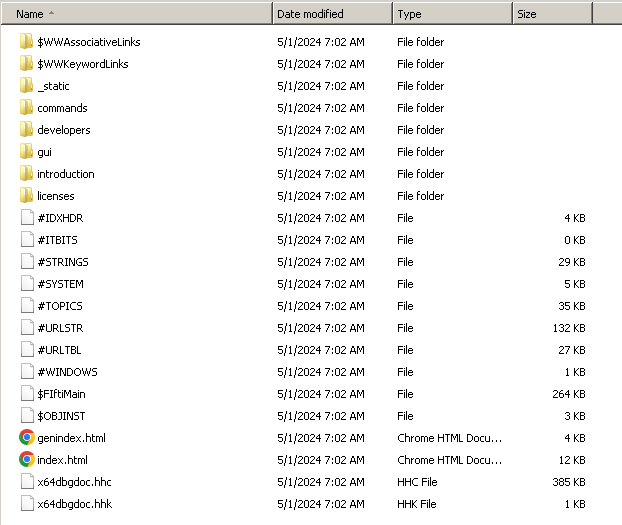 Name Date modified Type Size
$WWAssociativeLinks 5/1/2024 7:02 AM File folder
$WWKeywordLinks 5/1/2024 7:02 AM File folder
_static 5/1/2024 7:02 AM File folder
commands 5/1/2024 7:02 AM File folder
developers 5/1/2024 7:02 AM File folder
gui 5/1/2024 7:02 AM File folder
introduction 5/1/2024 7:02 AM File folder
licenses 5/1/2024 7:02 AM File folder
#IDXHDR 5/1/2024 7:02 AM File 4 KB
#ITBITS 5/1/2024 7:02 AM File 0 KB
#STRINGS 5/1/2024 7:02 AM File 29 KB
#SYSTEM 5/1/2024 7:02 AM File 5 KB
#TOPICS 5/1/2024 7:02 AM File 35 KB
#URLSTR 5/1/2024 7:02 AM File 132 KB
#URLTBL 5/1/2024 7:02 AM File 27 KB
#WINDOWS 5/1/2024 7:02 AM File 1 KB
$FIftiMain 5/1/2024 7:02 AM File 264 KB
$OBJINST 5/1/2024 7:02 AM File 3 KB
genindex.html 5/1/2024 7:02 AM Chrome HTML Docu... 4 KB
index.html 5/1/2024 7:02 AM Chrome HTML Docu... 12 KB
x64dbgdoc.hhc 5/1/2024 7:02 AM HHC File 385 KB
x64dbgdoc.hhk 5/1/2024 7:02 AM HHK File 1 KB